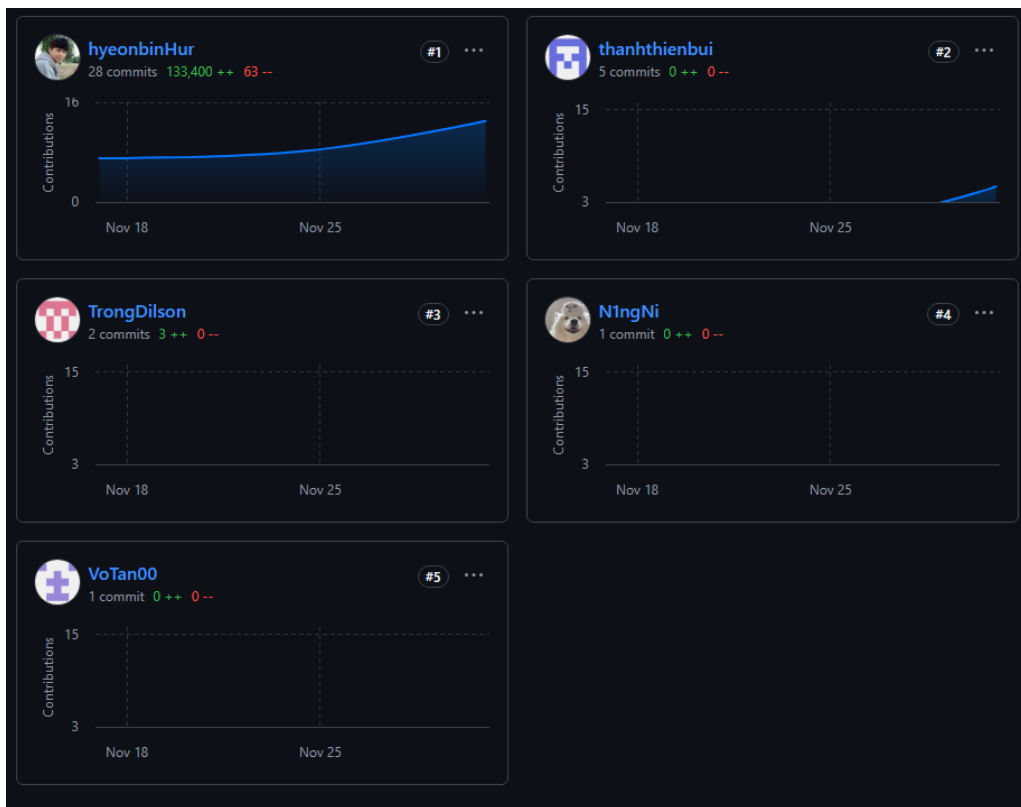 hyeonbinHur
#1
28 commits 133,400 ++ 63 --
16
Contributions
0
Nov 18
Nov 25
thanhthienbui
#2
5 commits 0 ++ 0 --
15
Contributions
3
Nov 18
Nov 25
TrongDilson
#3
2 commits 3 ++ 0 --
15
Contributions
3
Nov 18
Nov 25
N1ngNi
#4
1 commit 0 ++ 0 --
15
Contributions
3
Nov 18
Nov 25
VoTan00
#5
1 commit 0 ++ 0 --
15
Contributions
3
Nov 18
Nov 25